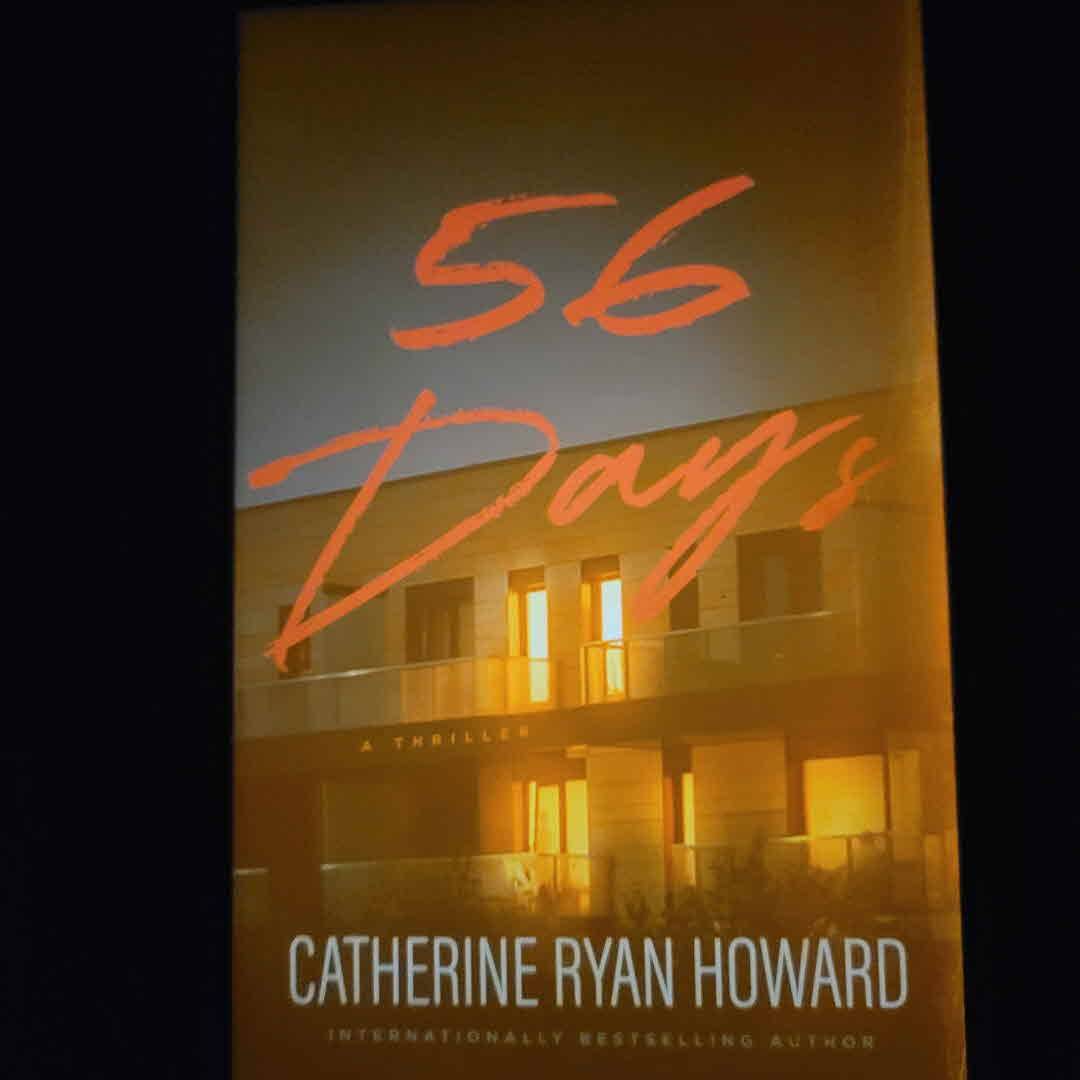 56
Days
A THRILLER
CATHERINE RYAN HOWARD
INTERNATIONALLY BESTSELLING AUTHOR